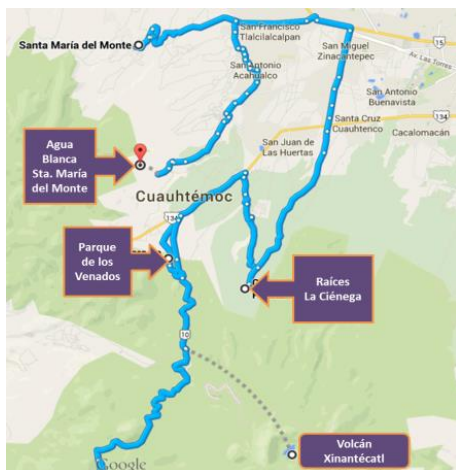 San Francisco
Tlalcilalcalpan
15
Santa María del Monte
San Miguel
Zinacantepec
Av. Las Torres
San Antonio
Acahualco
San Antonio
Buenavista
Agua
Blanca
Sta. María
del Monte
Santa Cruz
Cuauhtenco
134
Cacalomacán
San Juan de
Las Huertas
Cuauhtémoc
134
Parque
de los
Venados
Raíces
La Ciénega
10
Volcán
Xinantécatl
Google